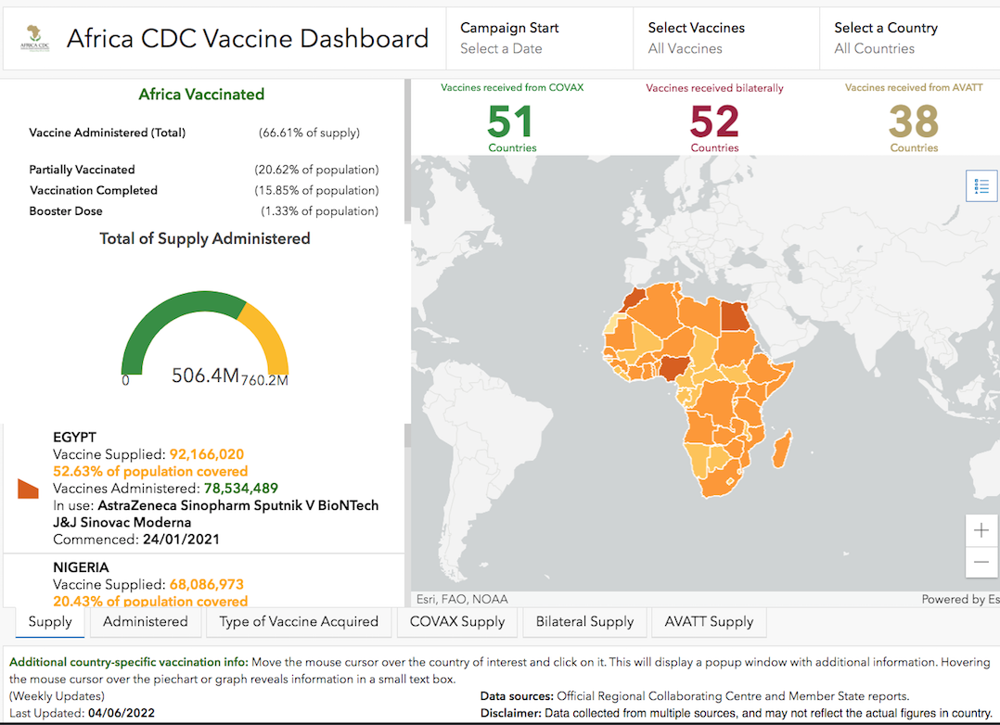 Africa CDC Vaccine Dashboard
Campaign Start
Select a Date
Select Vaccines
All Vaccines
Select a Country
All Countries
AFRICA CDC
Africa Vaccinated
Vaccine Administered (Total) (66.61% of supply)
Partially Vaccinated (20.62% of population)
Vaccination Completed (15.85% of population)
Booster Dose (1.33% of population)
Total of Supply Administered
0 506.4M 760.2M
EGYPT
Vaccine Supplied: 92,166,020
52.63% of population covered
Vaccines Administered: 78,534,489
In use: AstraZeneca Sinopharm Sputnik V BioNTech
J&J Sinovac Moderna
Commenced: 24/01/2021
NIGERIA
Vaccine Supplied: 68,086,973
20.43% of population covered
Vaccines received from COVAX
51
Countries
Vaccines received bilaterally
52
Countries
Vaccines received from AVATT
38
Countries
Esri, FAO, NOAA
Powered by Es
Supply
Administered
Type of Vaccine Acquired
COVAX Supply
Bilateral Supply
AVATT Supply
Additional country-specific vaccination info: Move the mouse cursor over the country of interest and click on it. This will display a popup window with additional information. Hovering
the mouse cursor over the piechart or graph reveals information in a small text box.
(Weekly Updates)
Last Updated: 04/06/2022
Data sources: Official Regional Collaborating Centre and Member State reports.
Disclaimer: Data collected from multiple sources, and may not reflect the actual figures in country.